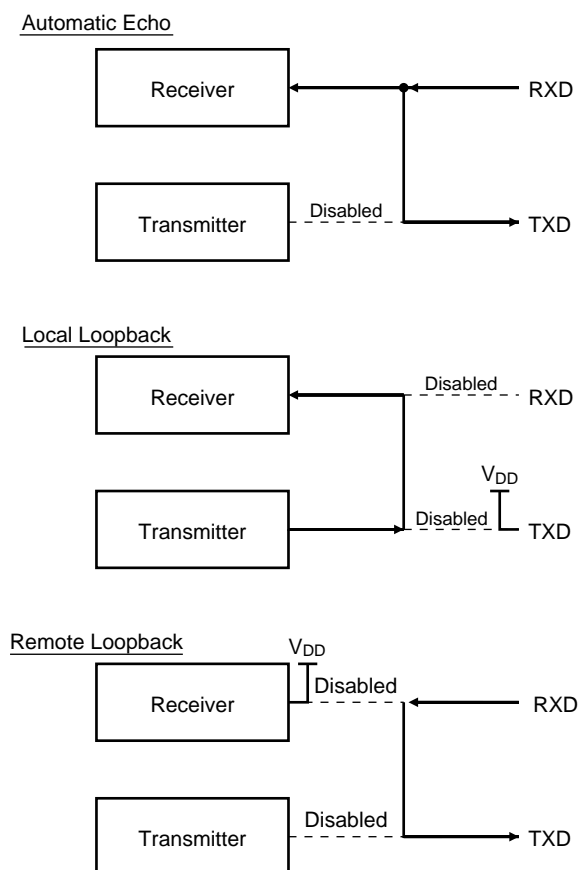 Automatic Echo
Receiver
RXD
Transmitter
Disabled
TXD
Local Loopback
Receiver
Disabled
RXD
VDD
Transmitter
Disabled
TXD
Remote Loopback
VDD
Receiver
Disabled
RXD
Transmitter
Disabled
TXD